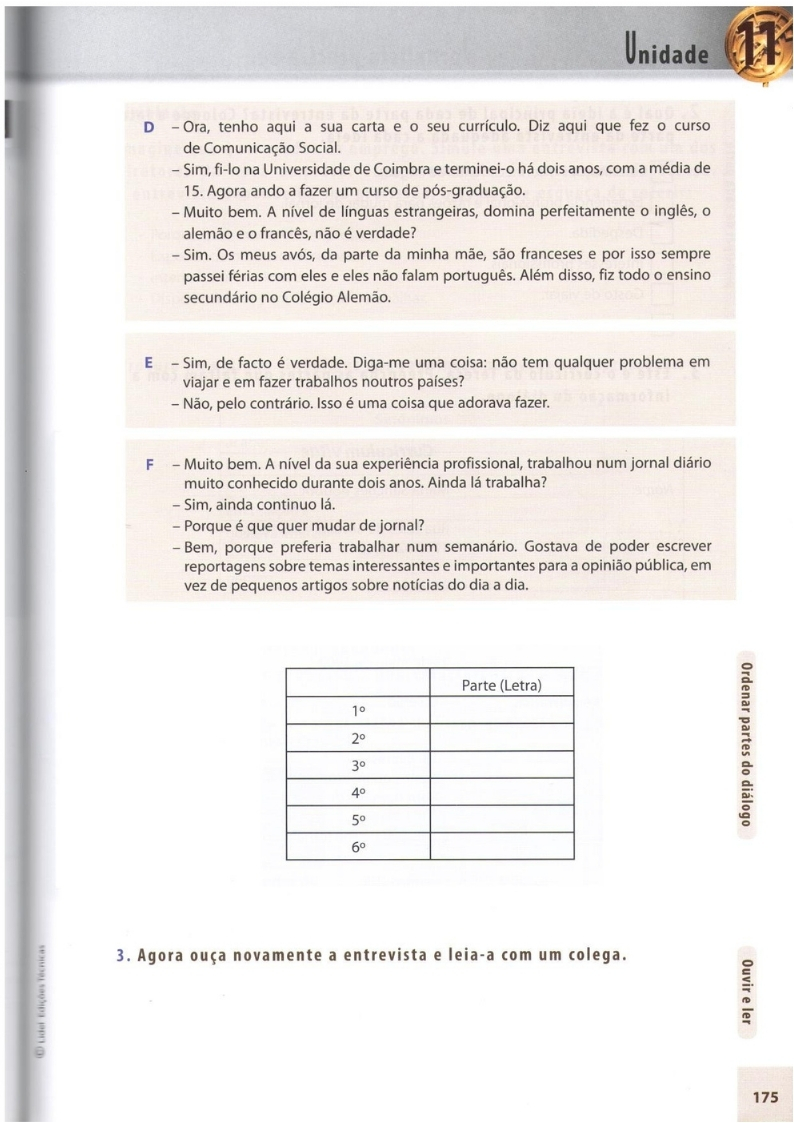 Unidade 11
D – Ora, tenho aqui a sua carta e o seu currículo. Diz aqui que fez o curso
de Comunicação Social.
– Sim, fi-lo na Universidade de Coimbra e terminei-o há dois anos, com a média de
15. Agora ando a fazer um curso de pós-graduação.
– Muito bem. A nível de línguas estrangeiras, domina perfeitamente o inglês, o
alemão e o francês, não é verdade?
– Sim. Os meus avós, da parte da minha mãe, são franceses e por isso sempre
passei férias com eles e eles não falam português. Além disso, fiz todo o ensino
secundário no Colégio Alemão.
E – Sim, de facto é verdade. Diga-me uma coisa: não tem qualquer problema em
viajar e em fazer trabalhos noutros países?
– Não, pelo contrário. Isso é uma coisa que adorava fazer.
F – Muito bem. A nível da sua experiência profissional, trabalhou num jornal diário
muito conhecido durante dois anos. Ainda lá trabalha?
– Sim, ainda continuo lá.
– Porque é que quer mudar de jornal?
– Bem, porque preferia trabalhar num semanário. Gostava de poder escrever
reportagens sobre temas interessantes e importantes para a opinião pública, em
vez de pequenos artigos sobre notícias do dia a dia.
Parte (Letra)
1º
2º
3º
4º
5º
6º
Ordenar partes do diálogo
3. Agora ouça novamente a entrevista e leia-a com um colega.
Ouvir e ler
© Lidel Edições Técnicas
175